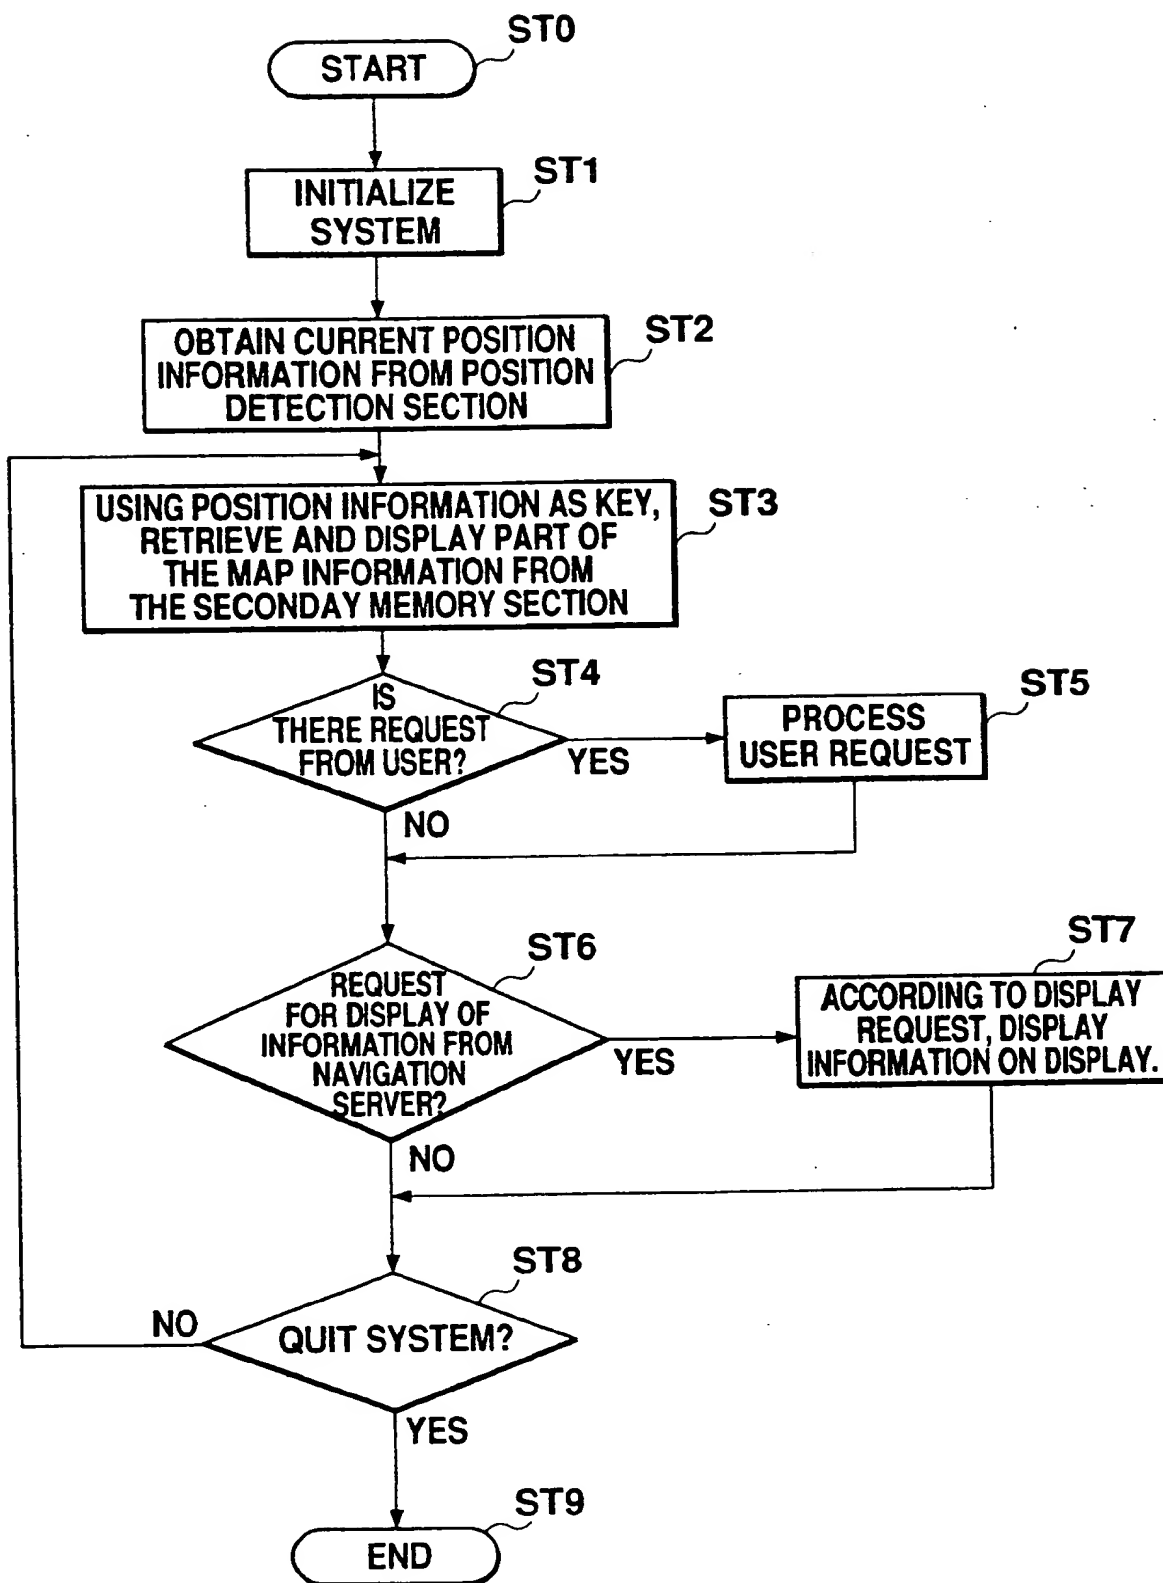 ST0
START
ST1
INITIALIZE
SYSTEM
ST2
OBTAIN CURRENT POSITION
INFORMATION FROM POSITION
DETECTION SECTION
ST3
USING POSITION INFORMATION AS KEY,
RETRIEVE AND DISPLAY PART OF
THE MAP INFORMATION FROM
THE SECONDAY MEMORY SECTION
ST4
IS
THERE REQUEST
FROM USER?
YES
NO
ST5
PROCESS
USER REQUEST
ST6
REQUEST
FOR DISPLAY OF
INFORMATION FROM
NAVIGATION
SERVER?
YES
NO
ST7
ACCORDING TO DISPLAY
REQUEST, DISPLAY
INFORMATION ON DISPLAY.
ST8
QUIT SYSTEM?
NO
YES
ST9
END